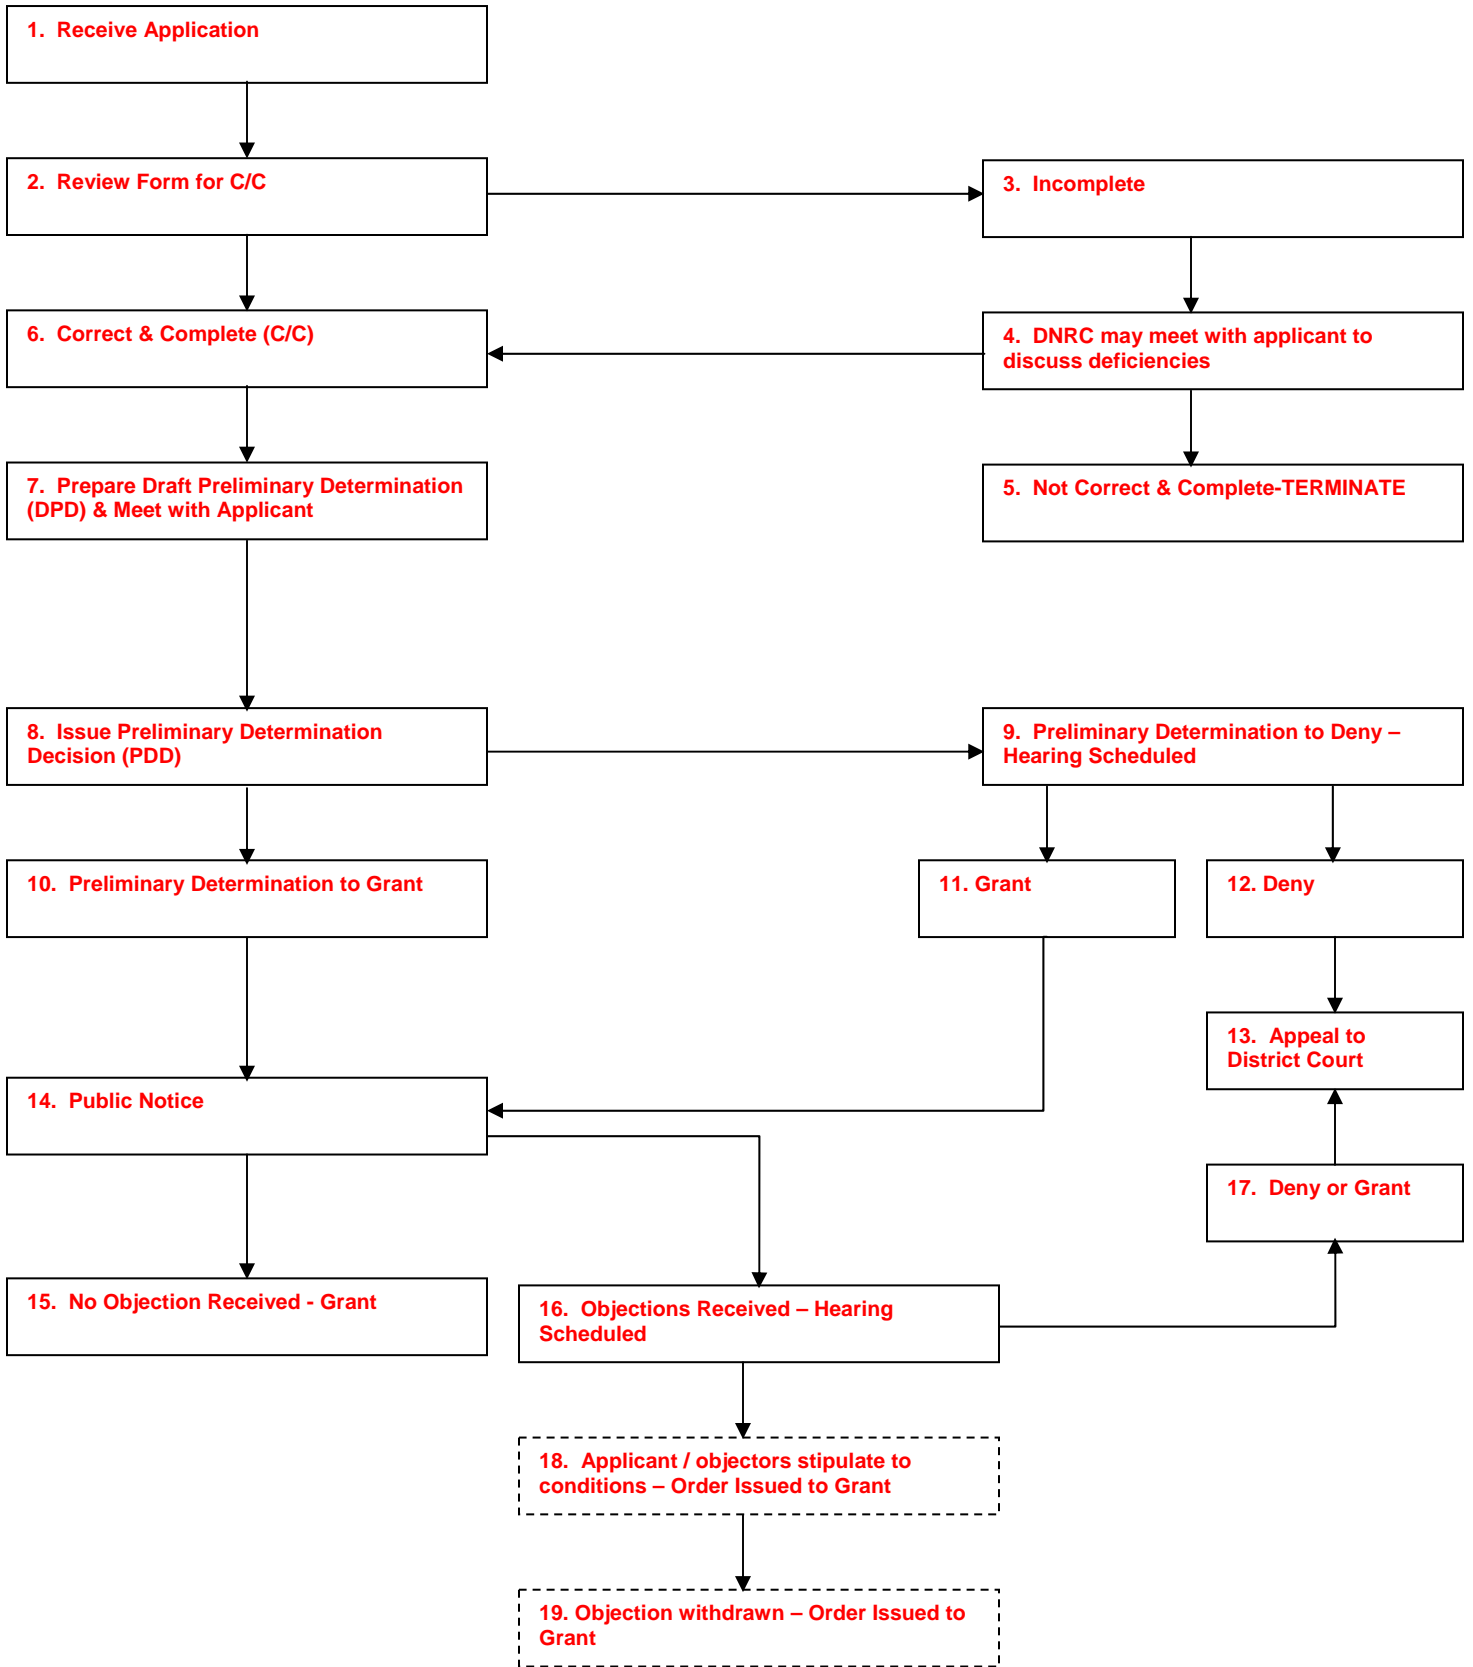 1. Receive Application
2. Review Form for C/C
3. Incomplete
6. Correct & Complete (C/C)
4. DNRC may meet with applicant to
discuss deficiencies
7. Prepare Draft Preliminary Determination
(DPD) & Meet with Applicant
5. Not Correct & Complete-TERMINATE
8. Issue Preliminary Determination
Decision (PDD)
9. Preliminary Determination to Deny –
Hearing Scheduled
10. Preliminary Determination to Grant
11. Grant
12. Deny
13. Appeal to
District Court
14. Public Notice
17. Deny or Grant
15. No Objection Received - Grant
16. Objections Received – Hearing
Scheduled
18. Applicant / objectors stipulate to
conditions – Order Issued to Grant
19. Objection withdrawn – Order Issued to
Grant